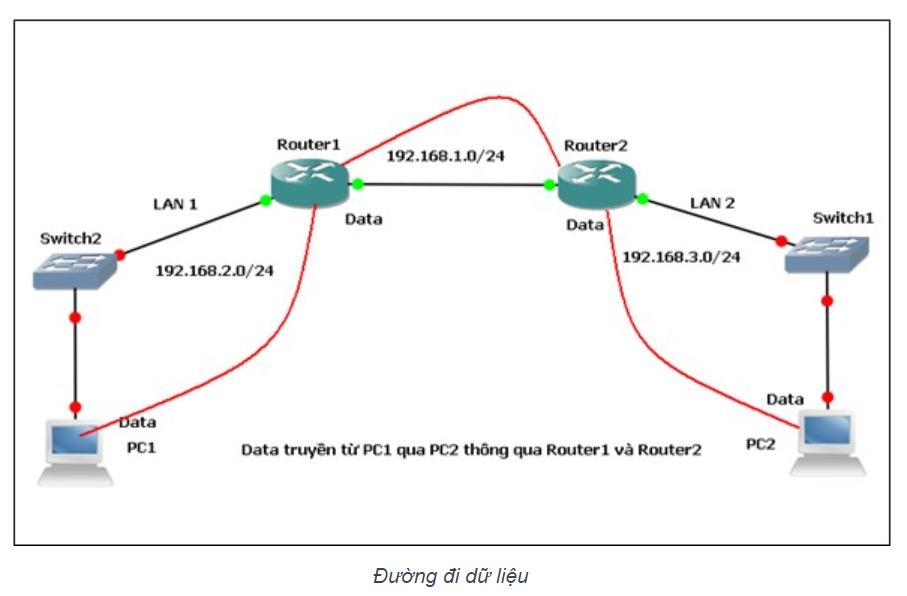 Router1
192.168.1.0/24
Router2
LAN 1
Data
LAN 2
Data
Switch1
Switch2
192.168.2.0/24
192.168.3.0/24
Data
PC1
Data
PC2
Data truyền từ PC1 qua PC2 thông qua Router1 và Router2
Đường đi dữ liệu